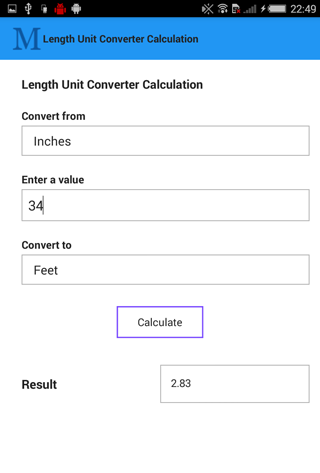 22:49
M Length Unit Converter Calculation
Length Unit Converter Calculation
Convert from
Inches
Enter a value
34
Convert to
Feet
Calculate
Result 2.83